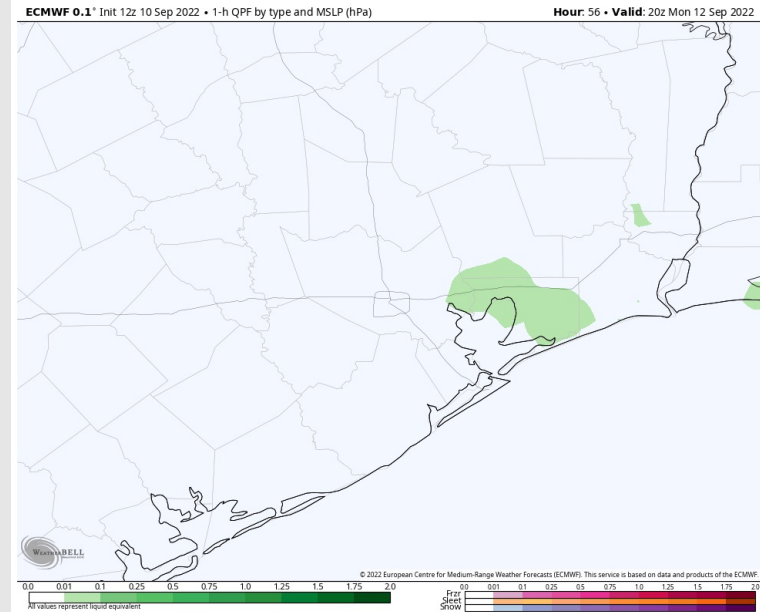 ECMWF 0.1° Init 12z 10 Sep 2022 • 1-h QPF by type and MSLP (hPa) Hour: 56 • Valid: 20z Mon 12 Sep 2022
WeatherBELL
© 2022 European Centre for Medium-Range Weather Forecasts (ECMWF). This service is based on data and products of the ECMWF.
0.0 0.01 0.1 0.25 0.5 0.75 1.0 1.25 1.5 1.75 2.0
0.0 0.01 0.1 0.25 0.5 0.75 1.0 1.25 1.5 1.75 2.0
Frzr
Sleet
Snow
All values represent liquid equivalent